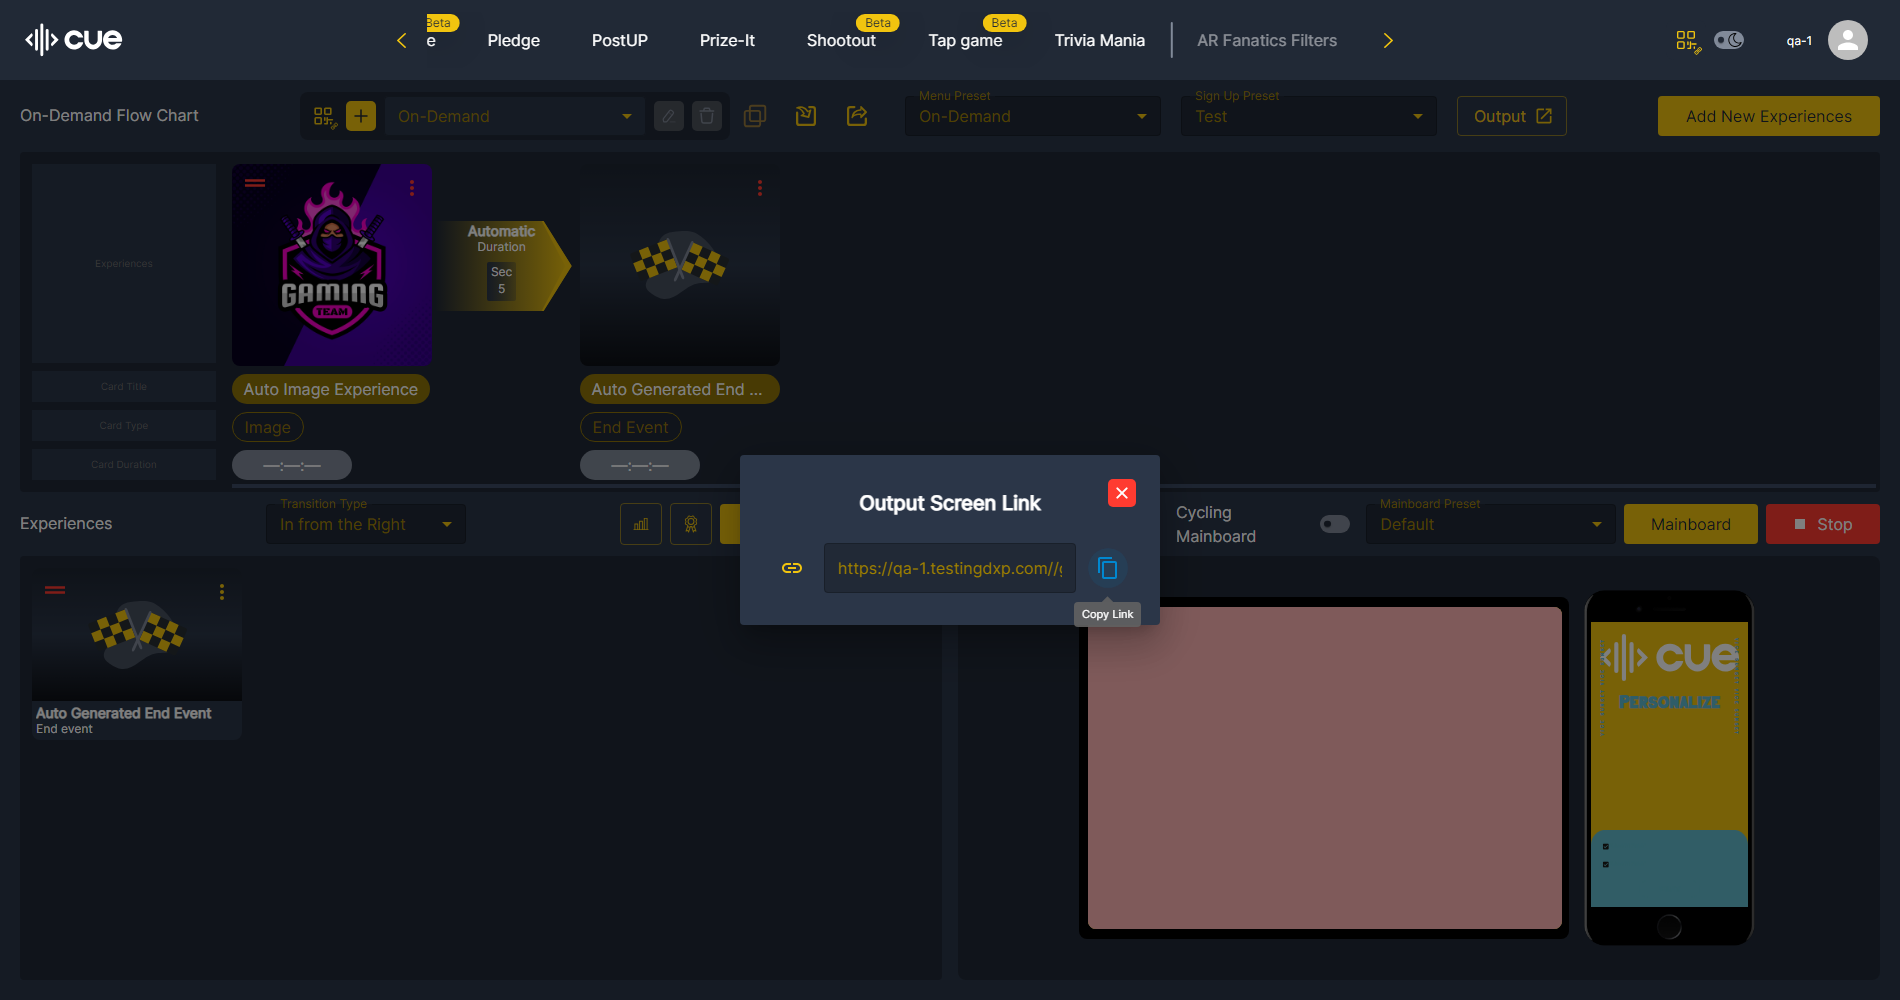 cue
Beta
e
Pledge
PostUP
Prize-It
Beta
Shootout
Beta
Tap game
Trivia Mania
AR Fanatics Filters
qa-1
On-Demand Flow Chart
On-Demand
Menu Preset
On-Demand
Sign Up Preset
Test
Output
Add New Experiences
Experiences
GAMING
TEAM
Automatic
Duration
Sec
5
Card Title
Auto Image Experience
Auto Generated End ...
Card Type
Image
End Event
Card Duration
—:—:—
—:—:—
Output Screen Link
https://qa-1.testingdxp.com//g
Copy Link
Experiences
Transition Type
In from the Right
Cycling
Mainboard
Mainboard Preset
Default
Mainboard
Stop
Auto Generated End Event
End event
cue
PERSONALIZE